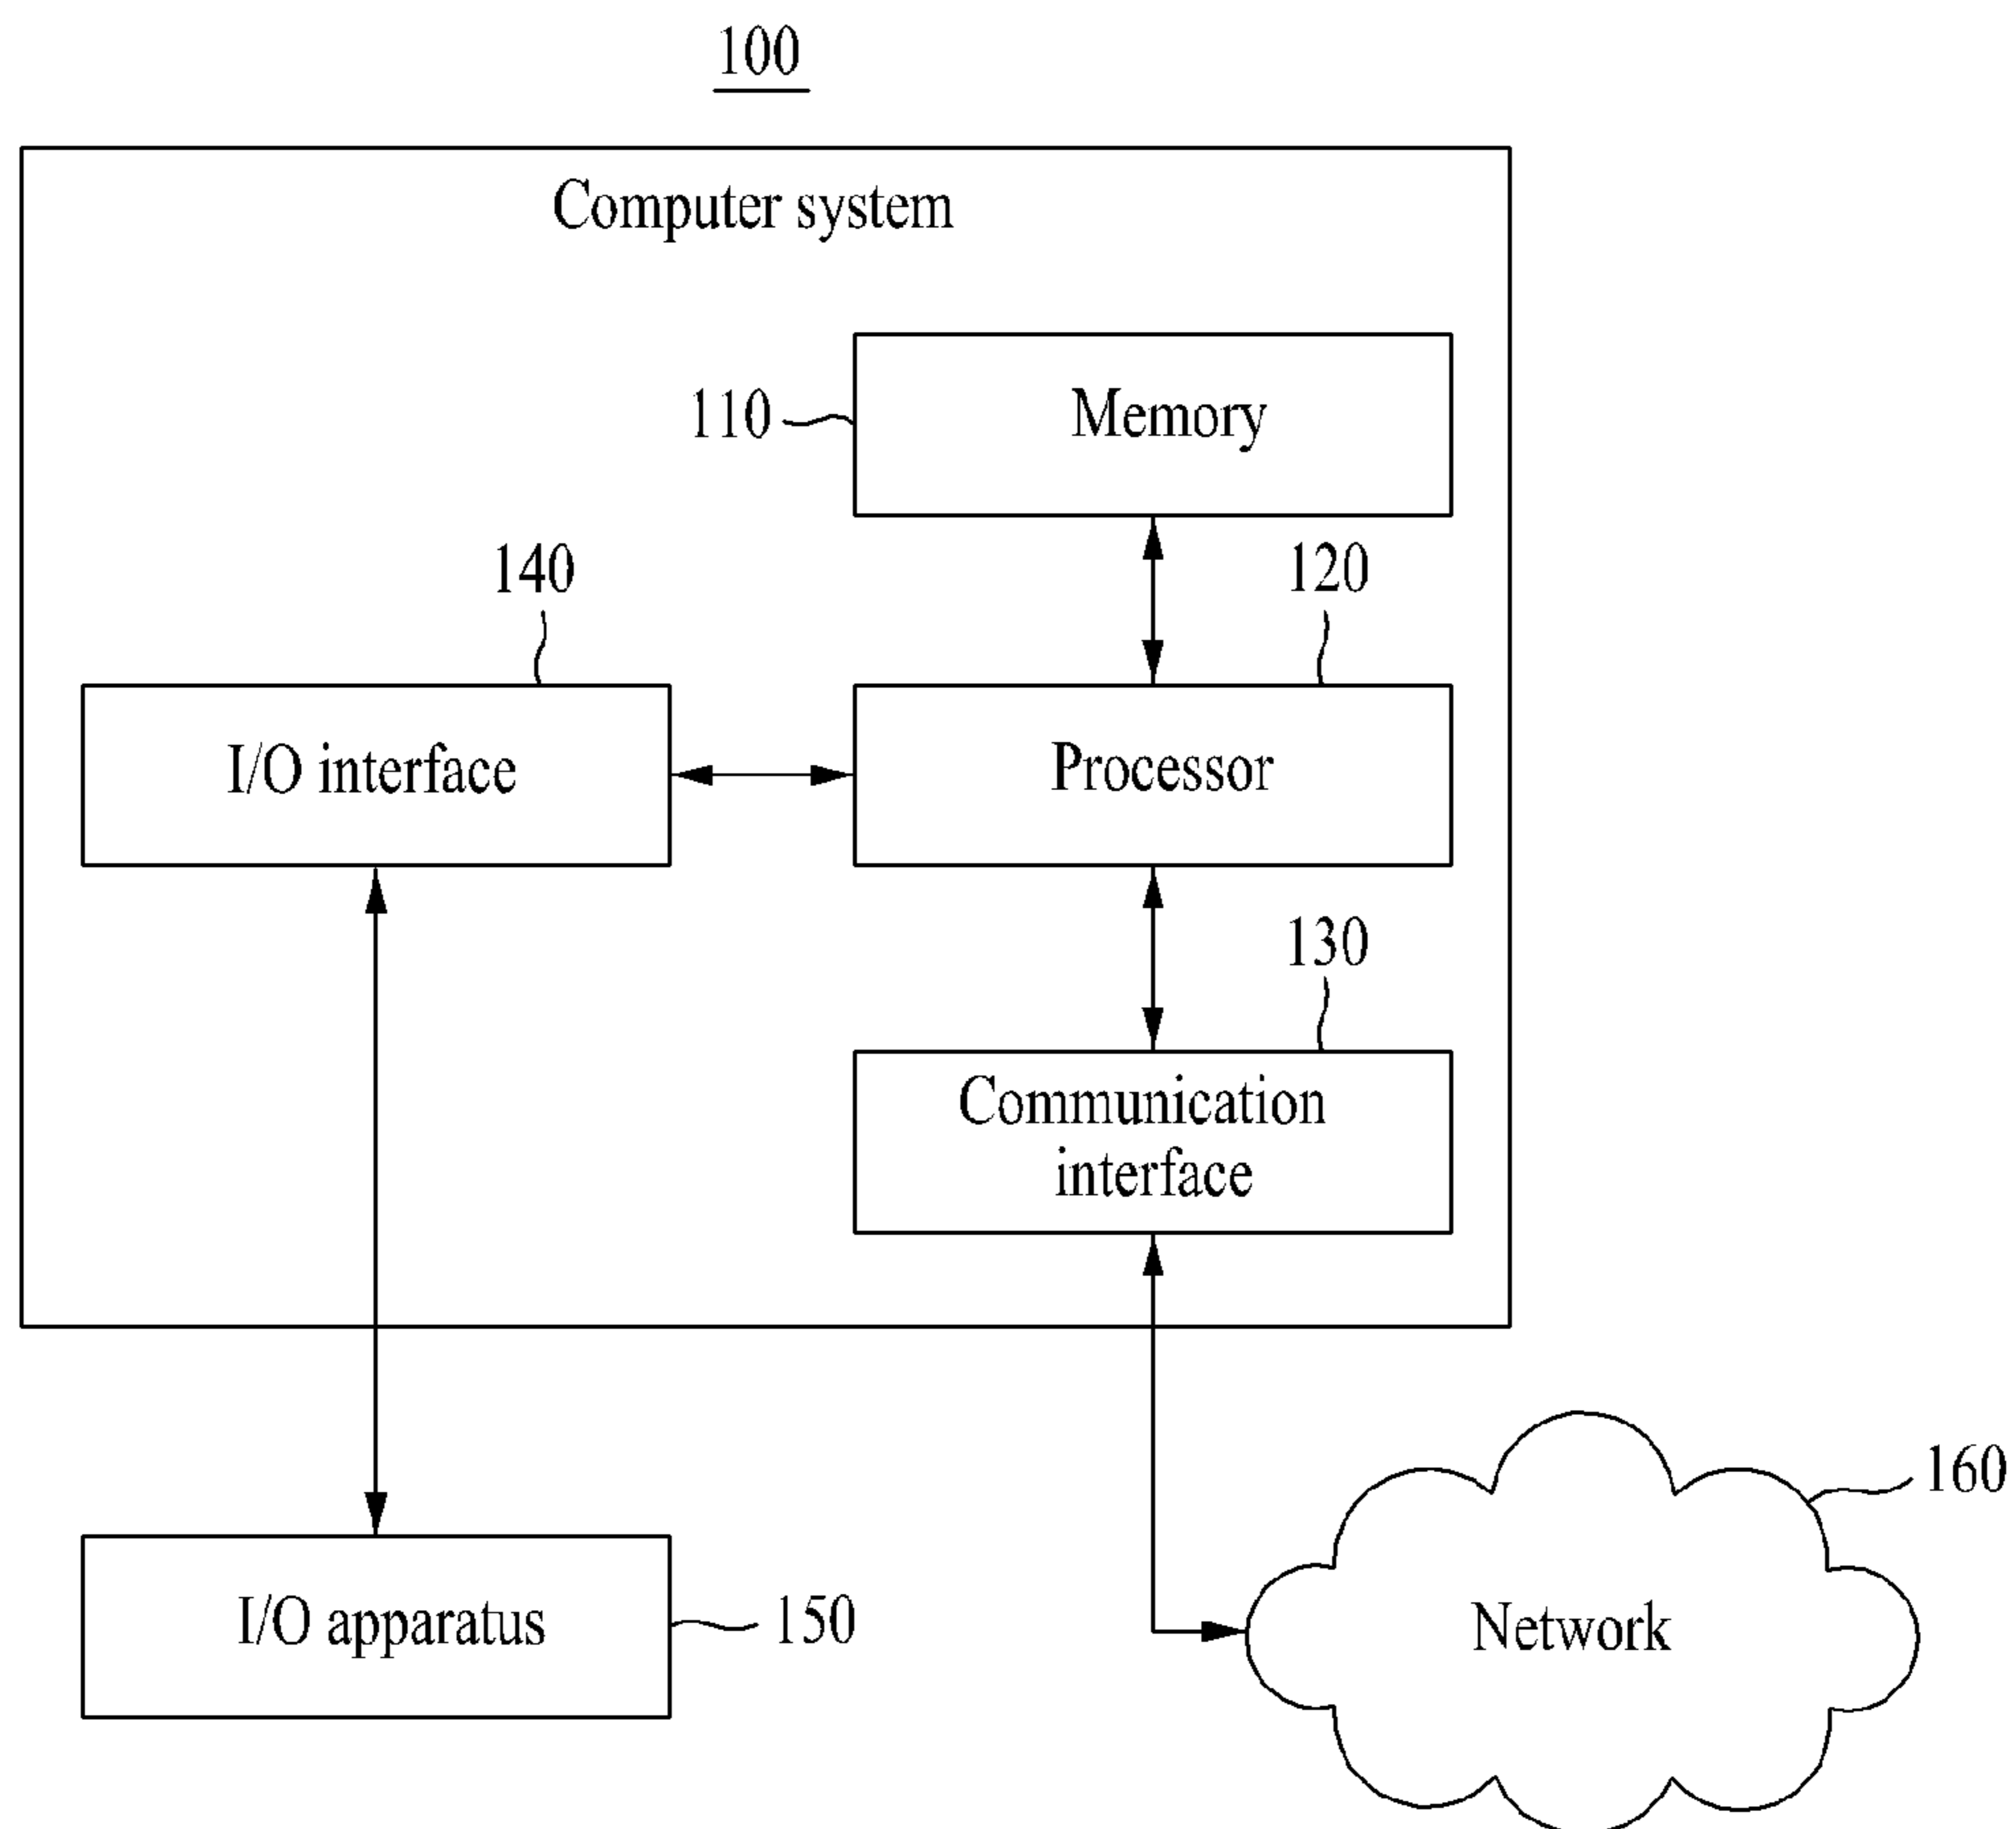 100
Computer system
110
Memory
140
120
I/O interface
Processor
130
Communication
interface
160
I/O apparatus
150
Network